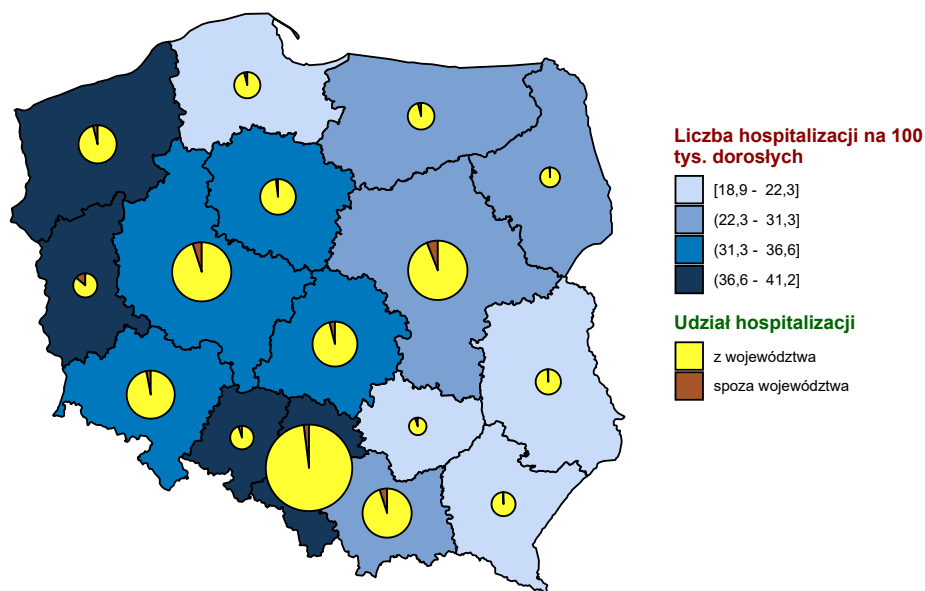 Liczba hospitalizacji na 100
tys. dorosłych
[18,9 - 22,3]
(22,3 - 31,3]
(31,3 - 36,6]
(36,6 - 41,2]
Udział hospitalizacji
z województwa
spoza województwa